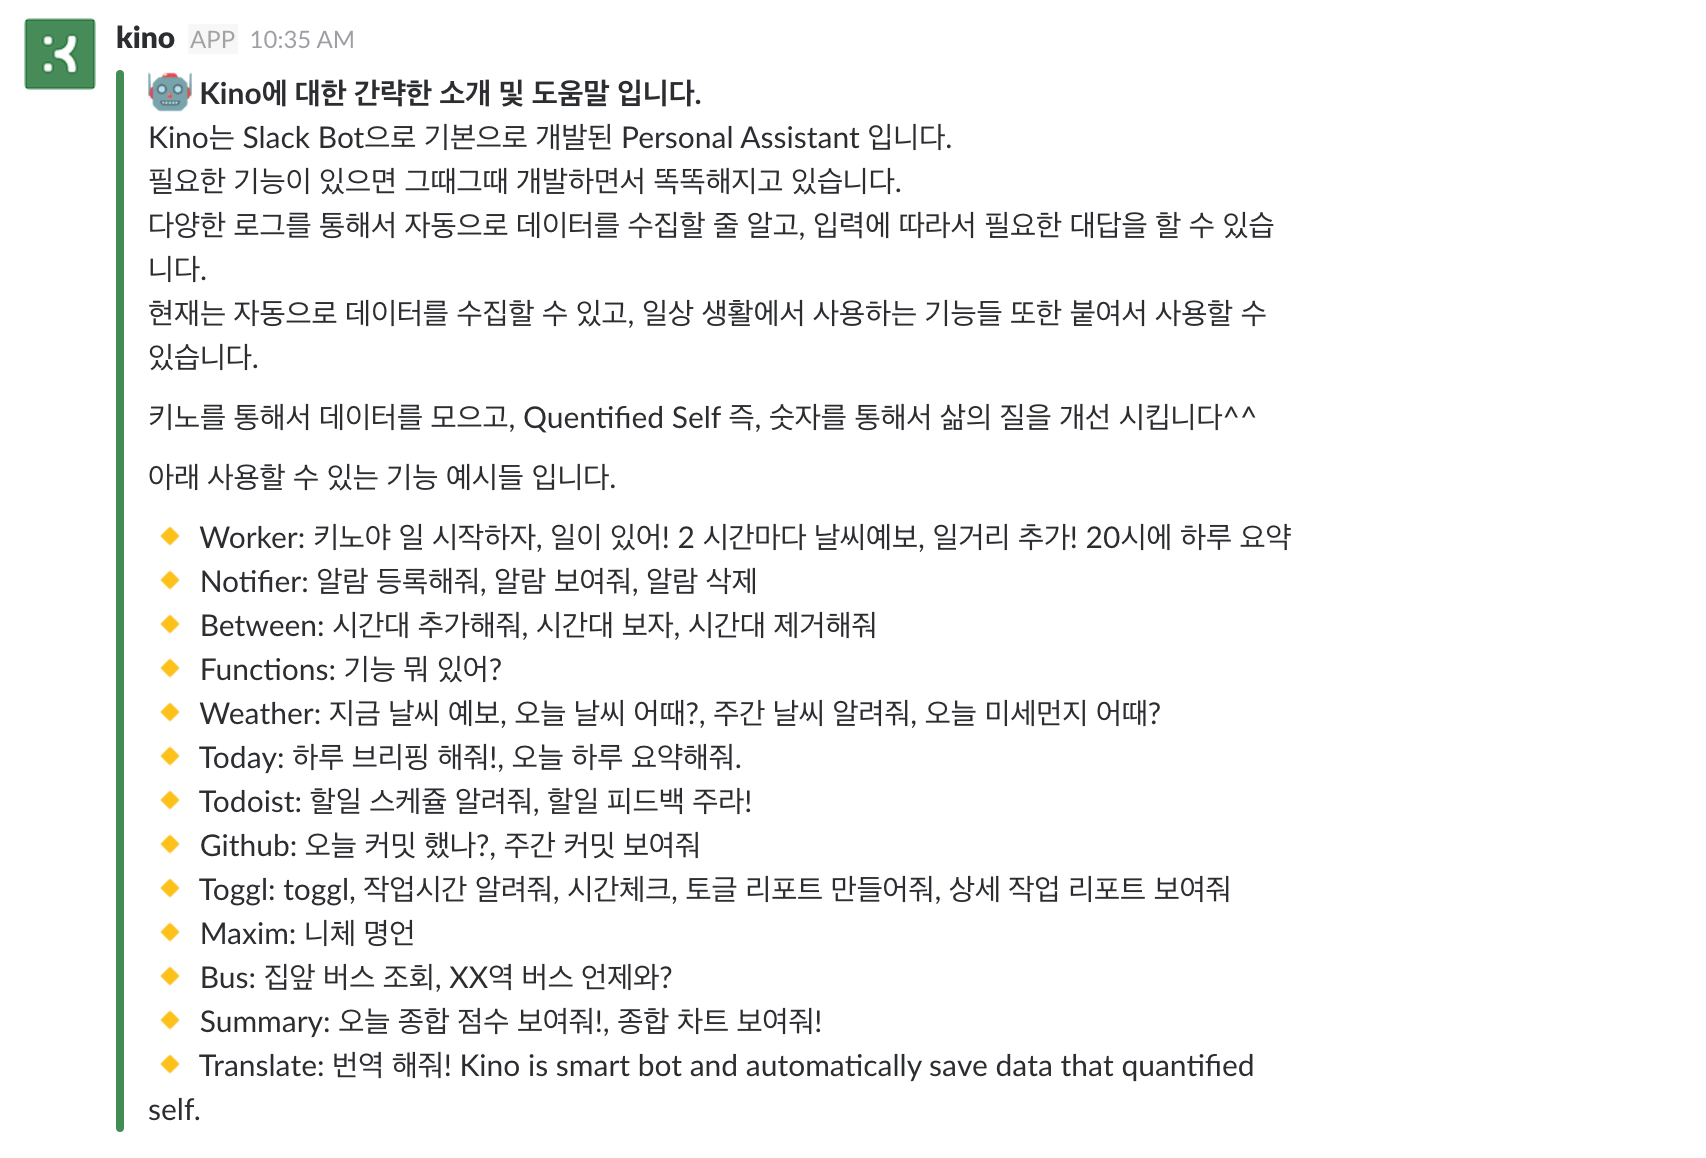 kino APP 10:35 AM
Kino에 대한 간략한 소개 및 도움말 입니다.
Kino는 Slack Bot으로 기본으로 개발된 Personal Assistant 입니다.
필요한 기능이 있으면 그때그때 개발하면서 똑똑해지고 있습니다.
다양한 로그를 통해서 자동으로 데이터를 수집할 줄 알고, 입력에 따라서 필요한 대답을 할 수 있습
니다.
현재는 자동으로 데이터를 수집할 수 있고, 일상 생활에서 사용하는 기능들 또한 붙여서 사용할 수
있습니다.
키노를 통해서 데이터를 모으고, Quentified Self 즉, 숫자를 통해서 삶의 질을 개선 시킵니다^^
아래 사용할 수 있는 기능 예시들 입니다.
Worker: 키노야 일 시작하자, 일이 있어! 2 시간마다 날씨예보, 일거리 추가! 20시에 하루 요약
Notifier: 알람 등록해줘, 알람 보여줘, 알람 삭제
Between: 시간대 추가해줘, 시간대 보자, 시간대 제거해줘
Functions: 기능 뭐 있어?
Weather: 지금 날씨 예보, 오늘 날씨 어때?, 주간 날씨 알려줘, 오늘 미세먼지 어때?
Today: 하루 브리핑 해줘!, 오늘 하루 요약해줘.
Todoist: 할일 스케쥴 알려줘, 할일 피드백 주라!
Github: 오늘 커밋 했나?, 주간 커밋 보여줘
Toggl: toggl, 작업시간 알려줘, 시간체크, 토글 리포트 만들어줘, 상세 작업 리포트 보여줘
Maxim: 니체 명언
Bus: 집앞 버스 조회, XX역 버스 언제와?
Summary: 오늘 종합 점수 보여줘!, 종합 차트 보여줘!
Translate: 번역 해줘! Kino is smart bot and automatically save data that quantified
self.